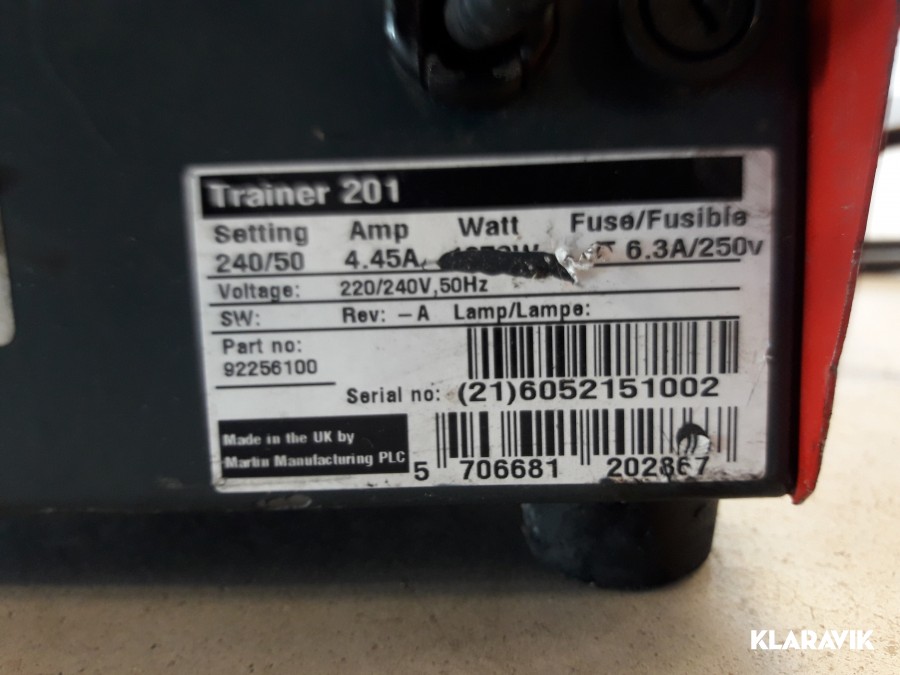 Trainer 201
Setting Amp Watt Fuse/Fusible
240/50 4.45A 6.3A/250v
Voltage: 220/240V,50Hz
SW: Rev: -A Lamp/Lampe:
Part no:
92256100
Serial no: (21)6052151002
Made in the UK by
Martin Manufacturing PLC
5 706681 202867
KLARAVIK